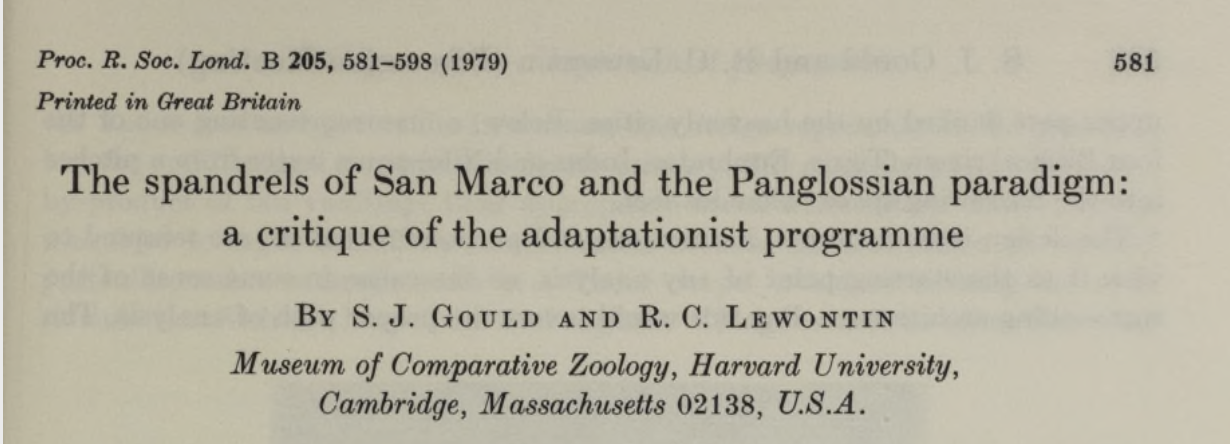 Proc. R. Soc. Lond. B 205, 581–598 (1979) 581
Printed in Great Britain
The spandrels of San Marco and the Panglossian paradigm:
a critique of the adaptationist programme
By S. J. Gould and R. C. Lewontin
Museum of Comparative Zoology, Harvard University,
Cambridge, Massachusetts 02138, U.S.A.